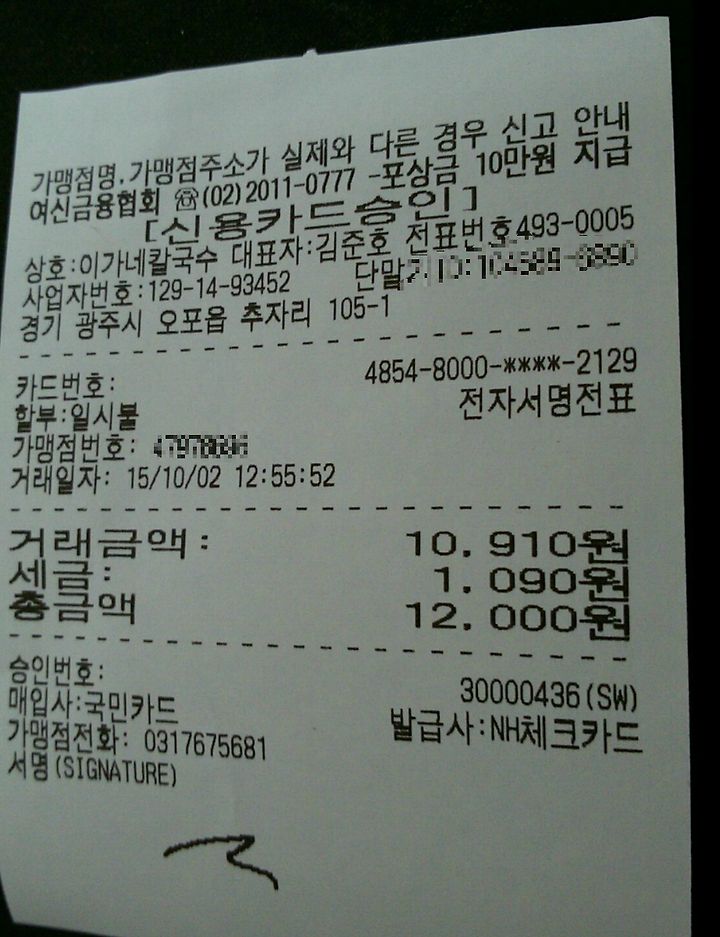 가맹점명,가맹점주소가 실제와 다른 경우 신고 안내
여신금융협회 ☏(02)2011-0777 -포상금 10만원 지급
[신용카드승인]
상호:이가네칼국수 대표자:김준호 전표번호493-0005
사업자번호:129-14-93452 단말기ID:
경기 광주시 오포읍 추자리 105-1
카드번호: 4854-8000-****-2129
할부:일시불 전자서명전표
가맹점번호:
거래일자: 15/10/02 12:55:52
거래금액: 10.910원
세금: 1.090원
총금액 12.000원
승인번호: 30000436(SW)
매입사:국민카드 발급사:NH체크카드
가맹점전화: 0317675681
서명(SIGNATURE)